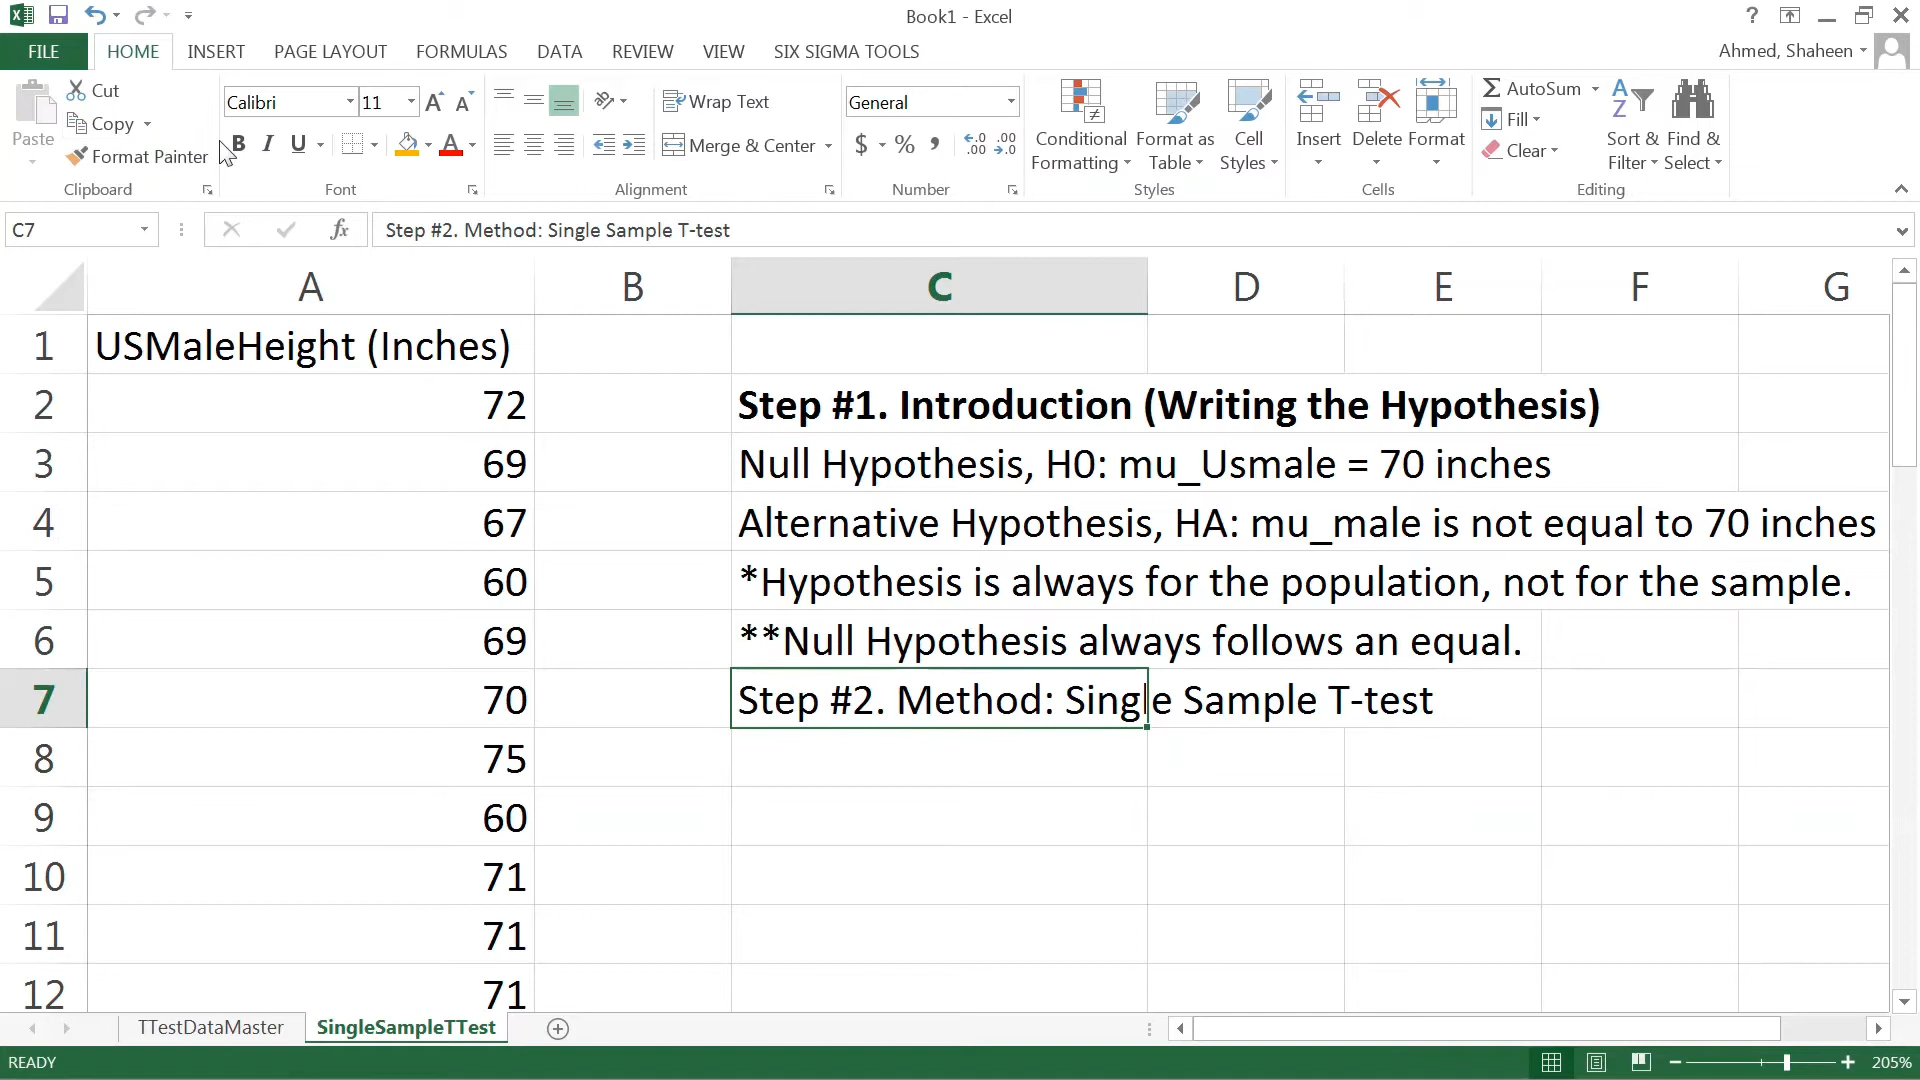 Book1 - Excel
?
FILE HOME INSERT PAGE LAYOUT FORMULAS DATA REVIEW VIEW SIX SIGMA TOOLS
Ahmed, Shaheen
Paste
Cut
Copy
Format Painter
Clipboard
Calibri 11
B I U
Font
Wrap Text
Merge & Center
Alignment
General
$ % ,
Number
Conditional Formatting
Format as Table
Cell Styles
Styles
Insert Delete Format
Cells
AutoSum
Fill
Clear
Sort & Filter
Find & Select
Editing
C7
fx
Step #2. Method: Single Sample T-test
A B C D E F G
1 USMaleHeight (Inches)
2 72 Step #1. Introduction (Writing the Hypothesis)
3 69 Null Hypothesis, H0: mu_Usmale = 70 inches
4 67 Alternative Hypothesis, HA: mu_male is not equal to 70 inches
5 60 *Hypothesis is always for the population, not for the sample.
6 69 **Null Hypothesis always follows an equal.
7 70 Step #2. Method: Single Sample T-test
8 75
9 60
10 71
11 71
12 71
TTestDataMaster SingleSampleTTest
READY
205%